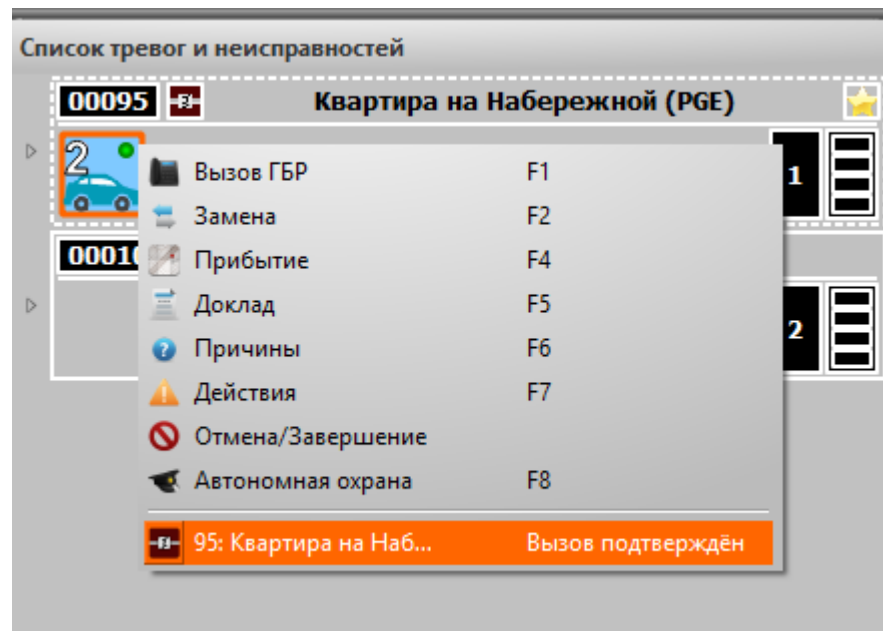 Список тревог и неисправностей
00095 Квартира на Набережной (PGE)
2
1
Вызов ГБР F1
Замена F2
Прибытие F4
Доклад F5
Причины F6
2
Действия F7
Отмена/Завершение
Автономная охрана F8
95: Квартира на Наб... Вызов подтверждён